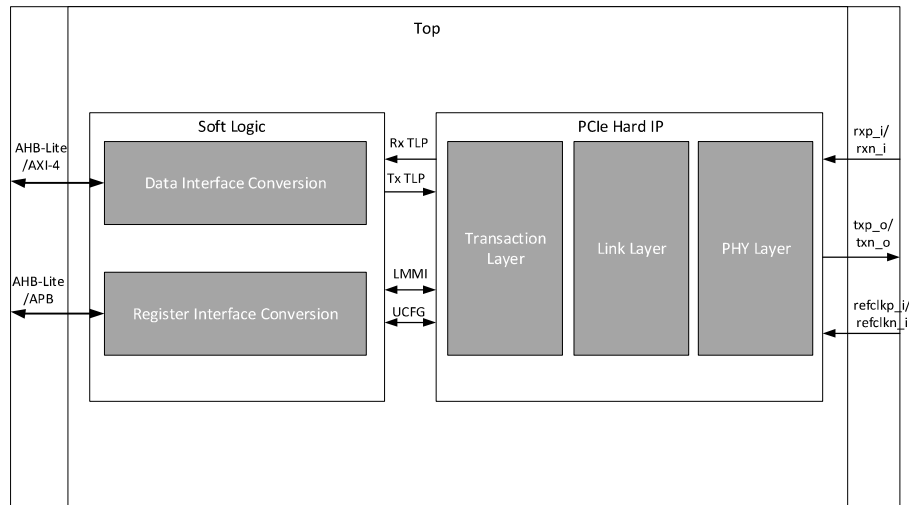 Top
Soft Logic
PCIe Hard IP
AHB-Lite
/AXI-4
Data Interface Conversion
Rx TLP
Tx TLP
AHB-Lite
/APB
Register Interface Conversion
LMMI
UCFG
Transaction
Layer
Link Layer
PHY Layer
rxp_i/
rxn_i
txp_o/
txn_o
refclkp_i/
refclkn_i